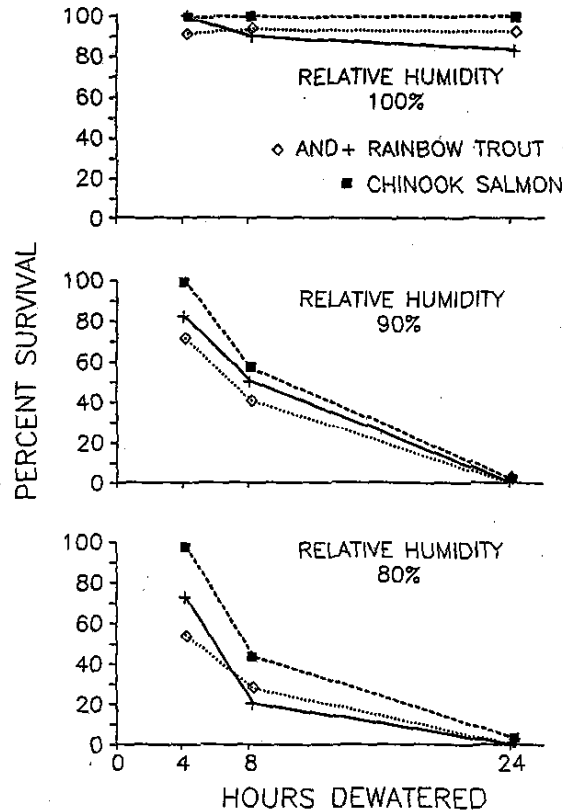 100
80
60
40
20
0
RELATIVE HUMIDITY
100%
◇ AND + RAINBOW TROUT
■ CHINOOK SALMON
PERCENT SURVIVAL
100
80
60
40
20
0
RELATIVE HUMIDITY
90%
100
80
60
40
20
0
RELATIVE HUMIDITY
80%
0 4 8 24
HOURS DEWATERED